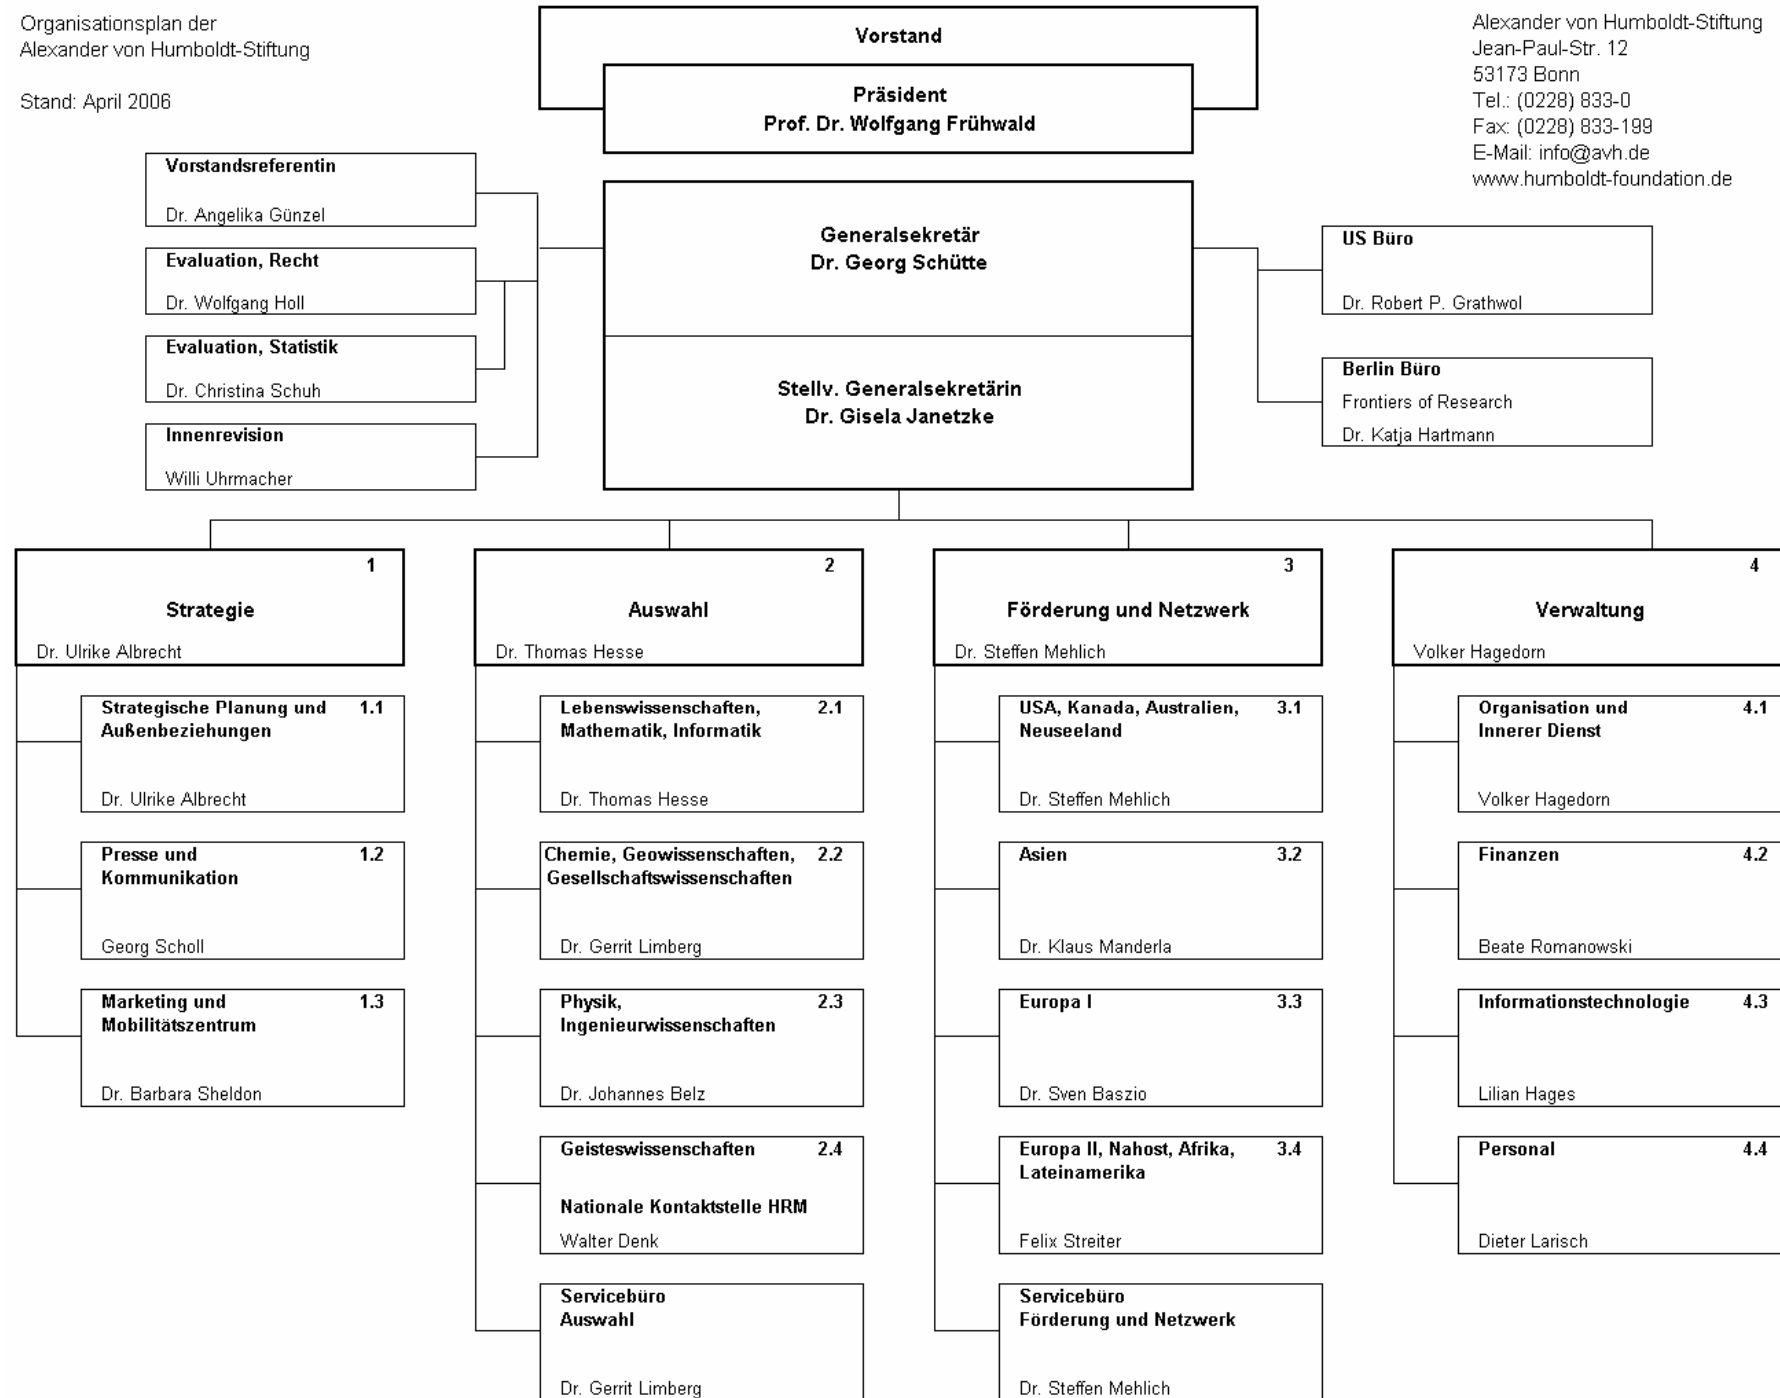 Organisationsplan der
Alexander von Humboldt-Stiftung
Stand: April 2006
Vorstand
Präsident
Prof. Dr. Wolfgang Frühwald
Alexander von Humboldt-Stiftung
Jean-Paul-Str. 12
53173 Bonn
Tel.: (0228) 833-0
Fax: (0228) 833-199
E-Mail: info@avh.de
www.humboldt-foundation.de
Vorstandsreferentin
Dr. Angelika Günzel
Evaluation, Recht
Dr. Wolfgang Holl
Evaluation, Statistik
Dr. Christina Schuh
Innenrevision
Willi Uhrmacher
Generalsekretär
Dr. Georg Schütte
Stellv. Generalsekretärin
Dr. Gisela Janetzke
US Büro
Dr. Robert P. Grathwol
Berlin Büro
Frontiers of Research
Dr. Katja Hartmann
1
Strategie
Dr. Ulrike Albrecht
Strategische Planung und 1.1
Außenbeziehungen
Dr. Ulrike Albrecht
Presse und 1.2
Kommunikation
Georg Scholl
Marketing und 1.3
Mobilitätszentrum
Dr. Barbara Sheldon
2
Auswahl
Dr. Thomas Hesse
Lebenswissenschaften, 2.1
Mathematik, Informatik
Dr. Thomas Hesse
Chemie, Geowissenschaften, 2.2
Gesellschaftswissenschaften
Dr. Gerrit Limberg
Physik, 2.3
Ingenieurwissenschaften
Dr. Johannes Belz
Geisteswissenschaften 2.4
Nationale Kontaktstelle HRM
Walter Denk
Servicebüro
Auswahl
Dr. Gerrit Limberg
3
Förderung und Netzwerk
Dr. Steffen Mehlich
USA, Kanada, Australien, 3.1
Neuseeland
Dr. Steffen Mehlich
Asien 3.2
Dr. Klaus Manderla
Europa I 3.3
Dr. Sven Baszio
Europa II, Nahost, Afrika, 3.4
Lateinamerika
Felix Streiter
Servicebüro
Förderung und Netzwerk
Dr. Steffen Mehlich
4
Verwaltung
Volker Hagedorn
Organisation und 4.1
Innerer Dienst
Volker Hagedorn
Finanzen 4.2
Beate Romanowski
Informationstechnologie 4.3
Lilian Hages
Personal 4.4
Dieter Larisch